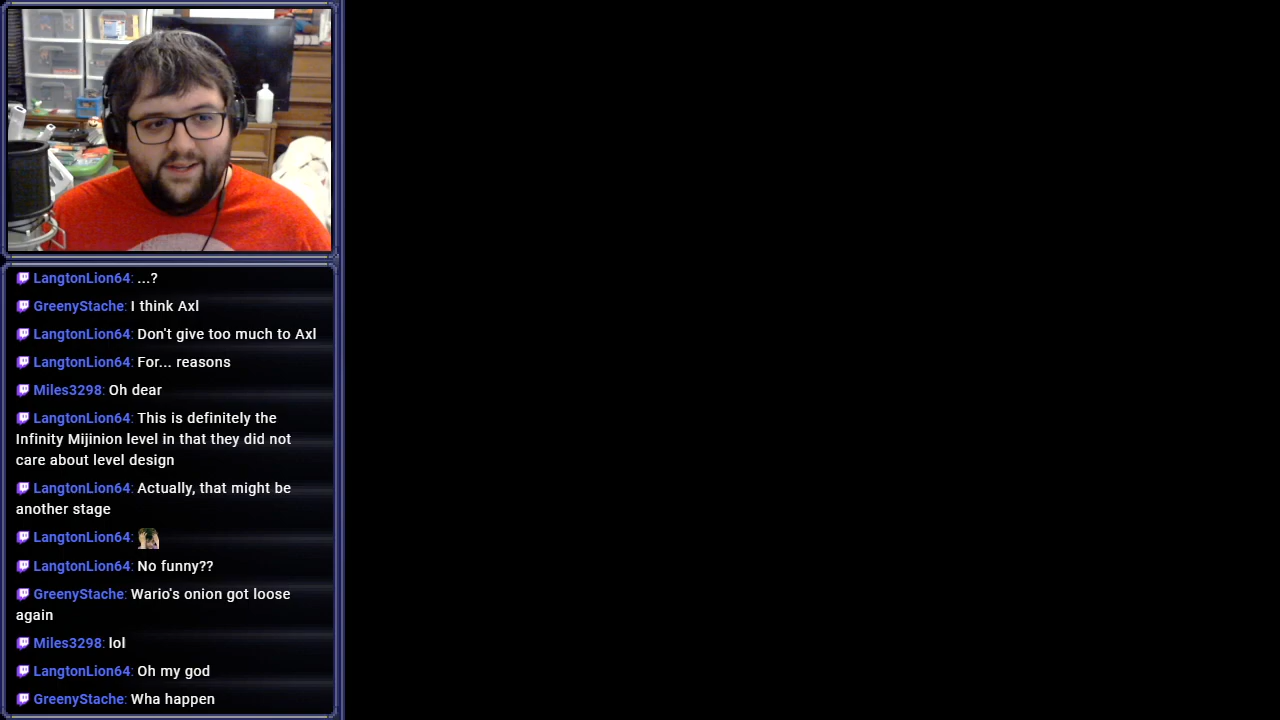 LangtonLion64: ...?
GreenyStache: I think Axl
LangtonLion64: Don't give too much to Axl
LangtonLion64: For... reasons
Miles3298: Oh dear
LangtonLion64: This is definitely the
Infinity Mijinion level in that they did not
care about level design
LangtonLion64: Actually, that might be
another stage
LangtonLion64:
LangtonLion64: No funny??
GreenyStache: Wario's onion got loose
again
Miles3298: lol
LangtonLion64: Oh my god
GreenyStache: Wha happen